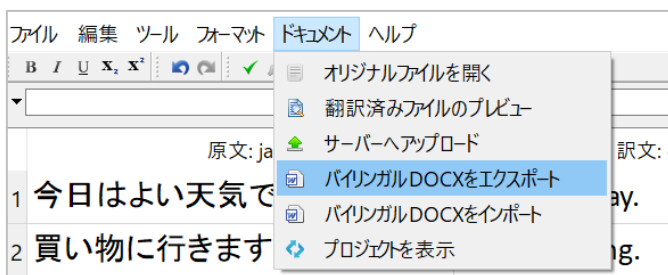 ファイル 編集 ツール フォーマット ドキュメント ヘルプ
B I U X₂ X²
オリジナルファイルを開く
翻訳済みファイルのプレビュー
サーバーへアップロード
原文: ja 訳文:
バイリンガルDOCXをエクスポート
1 今日はよい天気で ay.
バイリンガルDOCXをインポート
2 買い物に行きます ng.
プロジェクトを表示